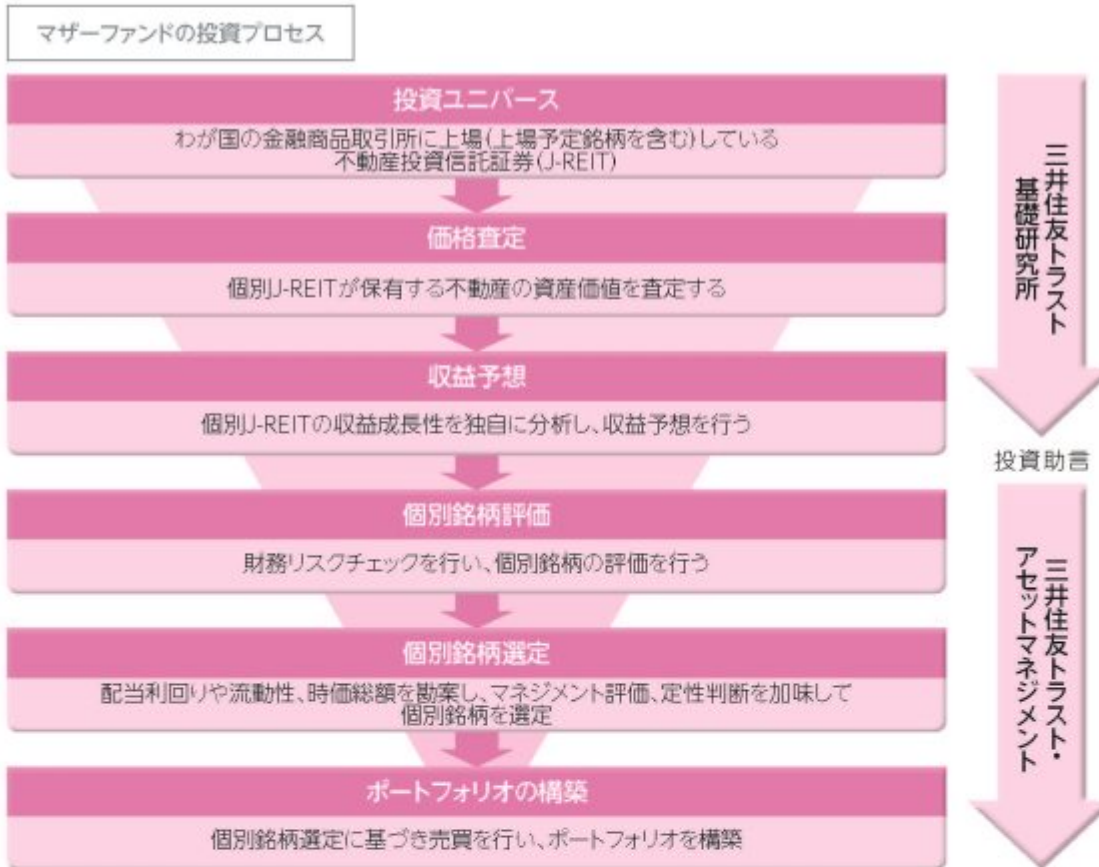 マザーファンドの投資プロセス
投資ユニバース
わが国の金融商品取引所に上場(上場予定銘柄を含む)している
不動産投資信託証券(J-REIT)
価格査定
個別J-REITが保有する不動産の資産価値を査定する
収益予想
個別J-REITの収益成長性を独自に分析し、収益予想を行う
個別銘柄評価
財務リスクチェックを行い、個別銘柄の評価を行う
個別銘柄選定
配当利回りや流動性、時価総額を勘案し、マネジメント評価、定性判断を加味して
個別銘柄を選定
ポートフォリオの構築
個別銘柄選定に基づき売買を行い、ポートフォリオを構築
三井住友トラスト
基礎研究所
投資助言
三井住友トラスト・
アセットマネジメント